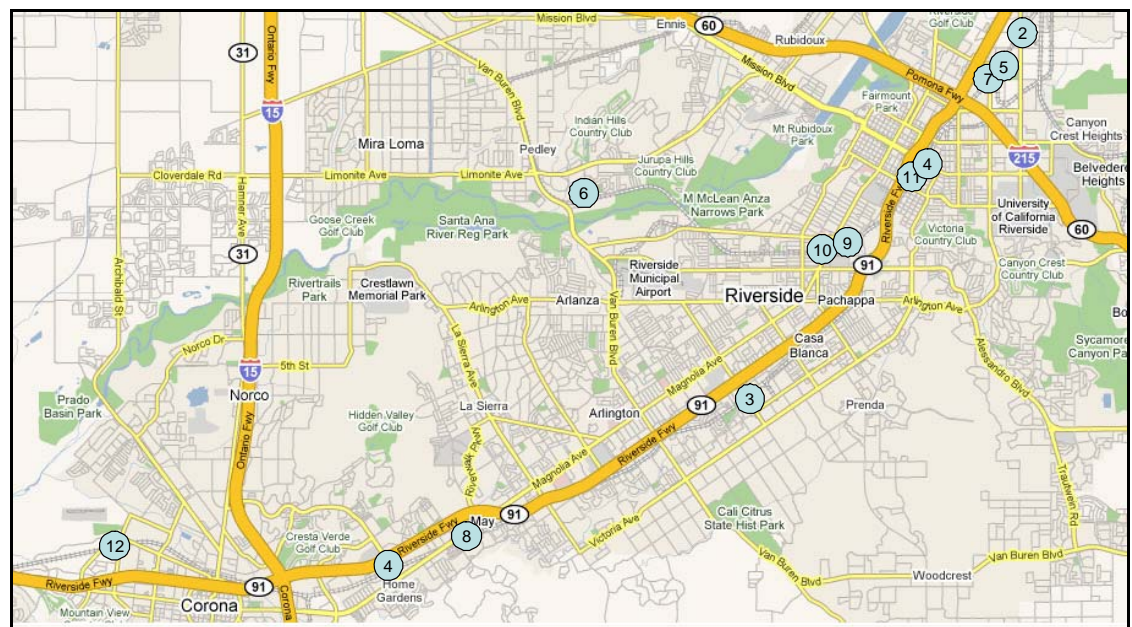 Mission Blvd
Ennis
60
Rubidoux
Riverside
Golf Club
2
31
Ontario Fwy
Van Buren Blvd
Mission Blvd
Pomona Fwy
5
7
15
Indian Hills
Country Club
Fairmount
Park
Mt Rubidoux
Park
Canyon
Crest Heights
Mira Loma
Pedley
Jurupa Hills
Country Club
215
Belvedere
Heights
4
11
Cloverdale Rd
Hamner Ave
Limonite Ave
Limonite Ave
6
M McLean Anza
Narrows Park
Riverside Fwy
University
of California
Riverside
60
Goose Creek
Golf Club
Santa Ana
River Reg Park
Victoria
Country Club
31
10
9
91
Canyon Crest
Country Club
Archibald St
Rivertrails
Park
Crestlawn
Memorial Park
Riverside
Municipal
Airport
Arlington Ave
Arlanza
Van Buren Blvd
Riverside
Pachappa
Arlington Ave
Bo
Norco Dr
La Sierra Ave
Casa
Blanca
Sycamore
Canyon Pa
Alessandro Blvd
15
5th St
Magnolia Ave
Prado
Basin Park
Norco
La Sierra
Hidden Valley
Golf Club
Arlington
91
3
Prenda
Ontario Fwy
Riverside Fwy
Magnolia Ave
Trautwein Rd
May
91
Cali Citrus
State Hist Park
Victoria Ave
Cresta Verde
Golf Club
Riverside Fwy
8
12
4
Van Buren Blvd
Van Buren Blvd
Woodcrest
Riverside Fwy
91
Home
Gardens
Corona
Corona
Mountain View